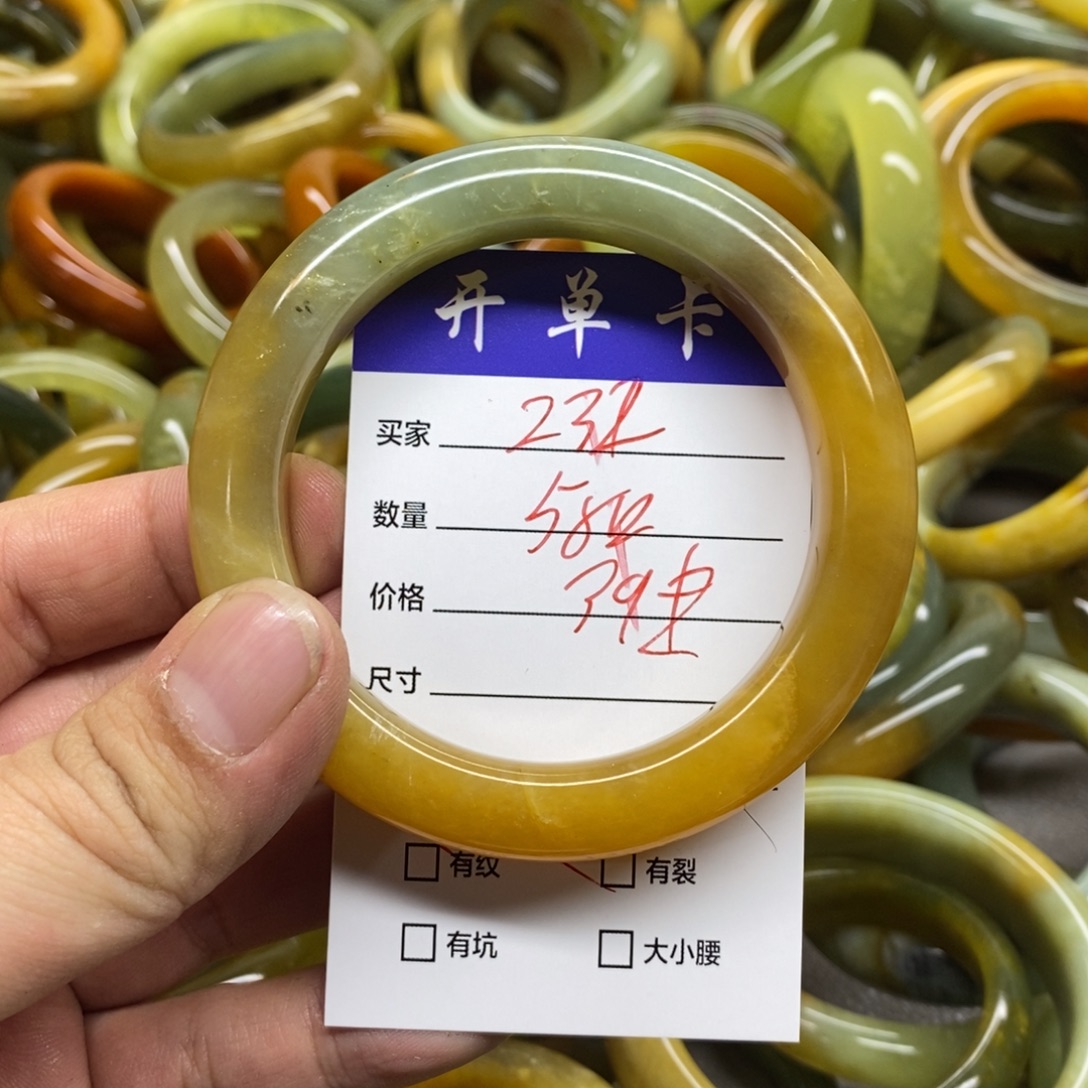 开单卡
买家
数量 58
价格
尺寸
有纹 有裂
有坑 大小腰